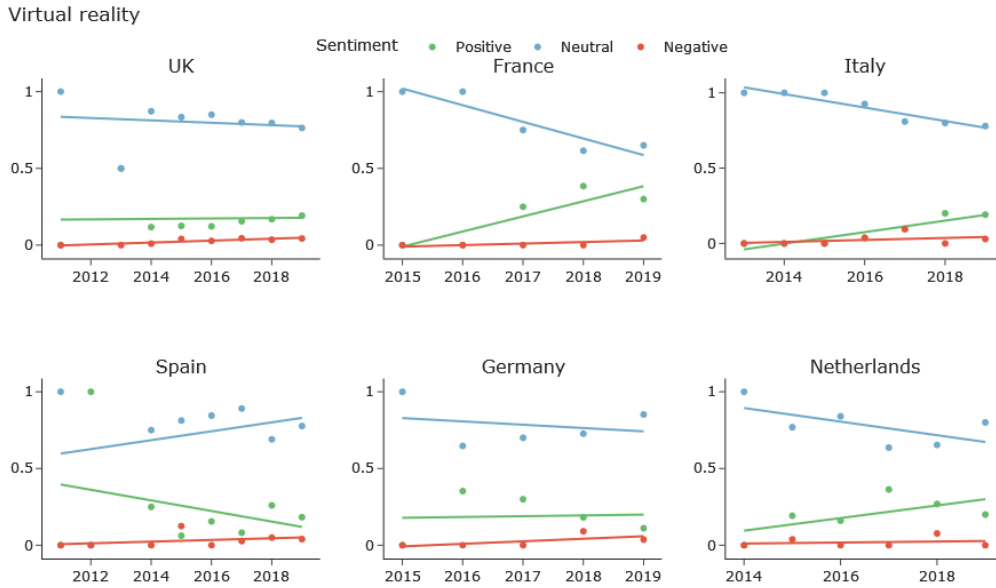 Virtual reality
Sentiment Positive Neutral Negative
UK
1
0.5
0
2012 2014 2016 2018
France
1
0.5
0
2015 2016 2017 2018 2019
Italy
1
0.5
0
2014 2016 2018
Spain
1
0.5
0
2012 2014 2016 2018
Germany
1
0.5
0
2015 2016 2017 2018 2019
Netherlands
1
0.5
0
2014 2016 2018